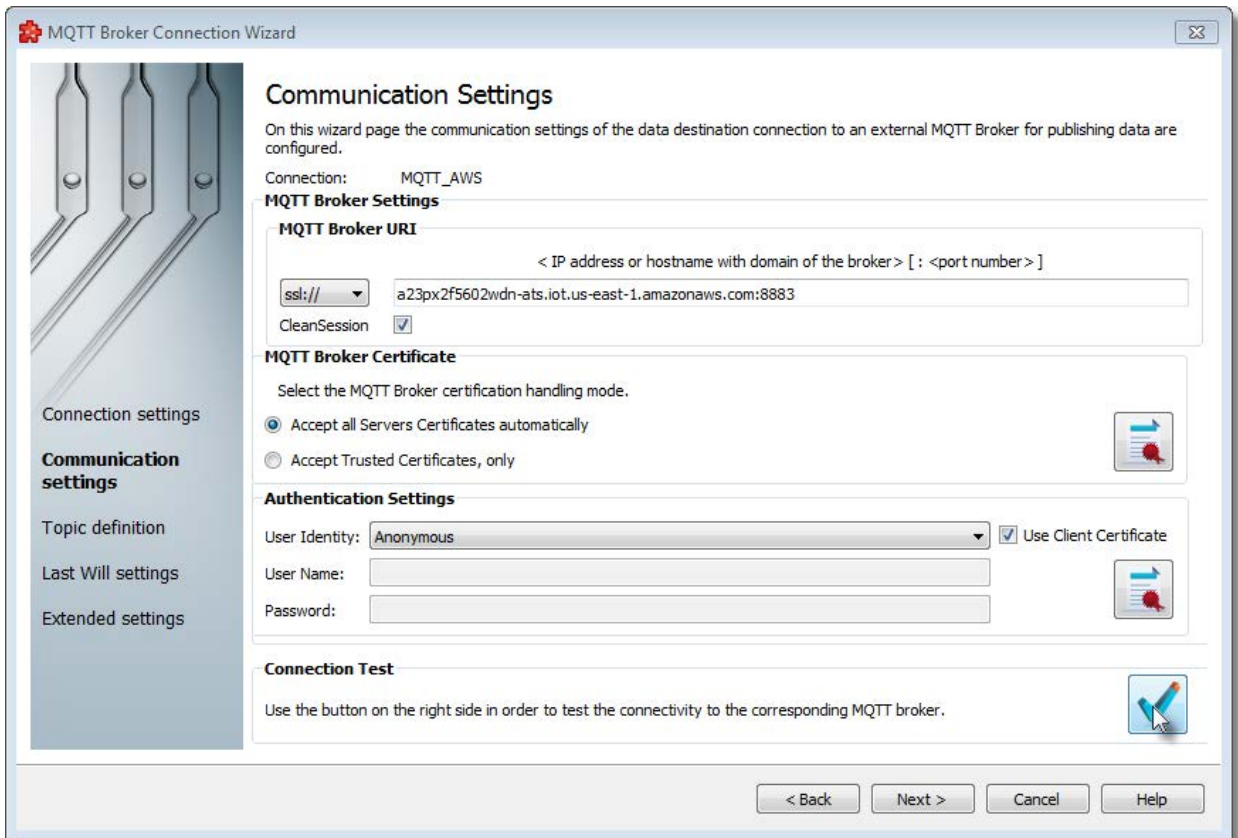 MQTT Broker Connection Wizard
Communication Settings
On this wizard page the communication settings of the data destination connection to an external MQTT Broker for publishing data are
configured.
Connection: MQTT_AWS
MQTT Broker Settings
MQTT Broker URI
< IP address or hostname with domain of the broker> [ : <port number> ]
ssl:// a23px2f5602wdn-ats.iot.us-east-1.amazonaws.com:8883
CleanSession
MQTT Broker Certificate
Select the MQTT Broker certification handling mode.
Accept all Servers Certificates automatically
Accept Trusted Certificates, only
Authentication Settings
User Identity: Anonymous Use Client Certificate
User Name:
Password:
Connection Test
Use the button on the right side in order to test the connectivity to the corresponding MQTT broker.
Connection settings
Communication
settings
Topic definition
Last Will settings
Extended settings
< Back Next > Cancel Help